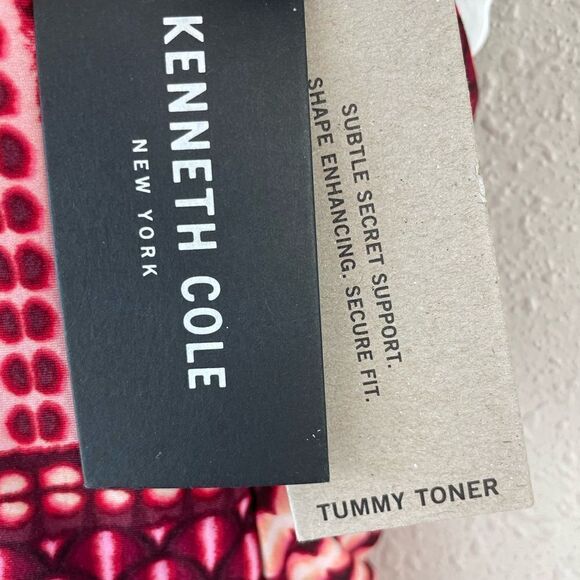 KENNETH COLE
NEW YORK
SUBTLE SECRET SUPPORT.
SHAPE ENHANCING. SECURE FIT.
TUMMY TONER